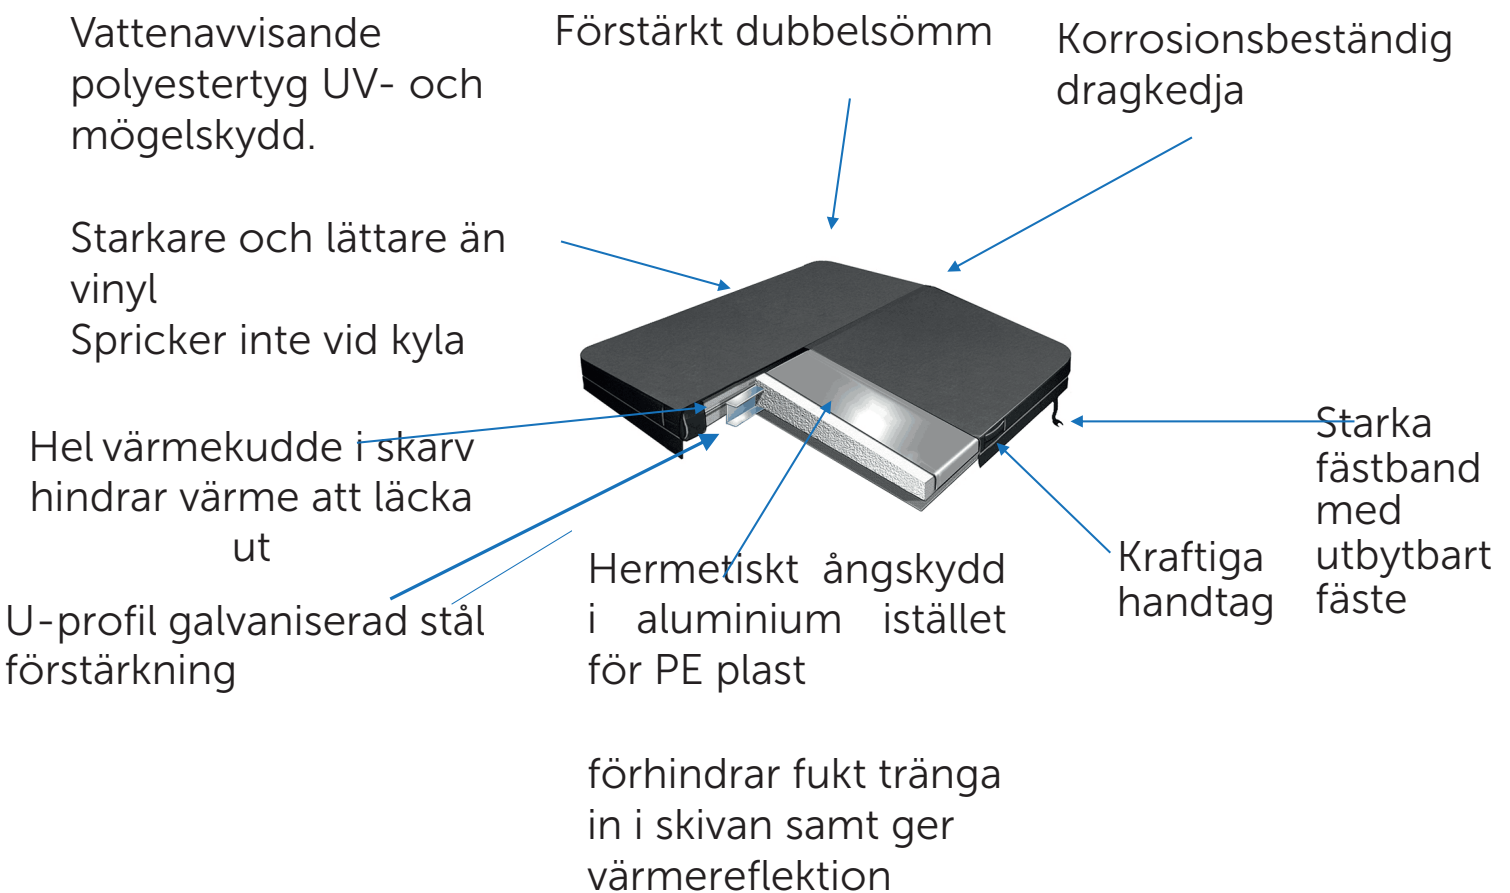 Vattenavvisande
polyestertyg UV- och
mögelskydd.
Starkare och lättare än
vinyl
Spricker inte vid kyla
Förstärkt dubbelsömm
Korrosionsbeständig
dragkedja
Hel värmekudde i skarv
hindrar värme att läcka
ut
U-profil galvaniserad stål
förstärkning
Hermetiskt ångskydd
i aluminium istället
för PE plast
förhindrar fukt tränga
in i skivan samt ger
värmereflektion
Kraftiga
handtag
Starka
fästband
med
utbytbart
fäste